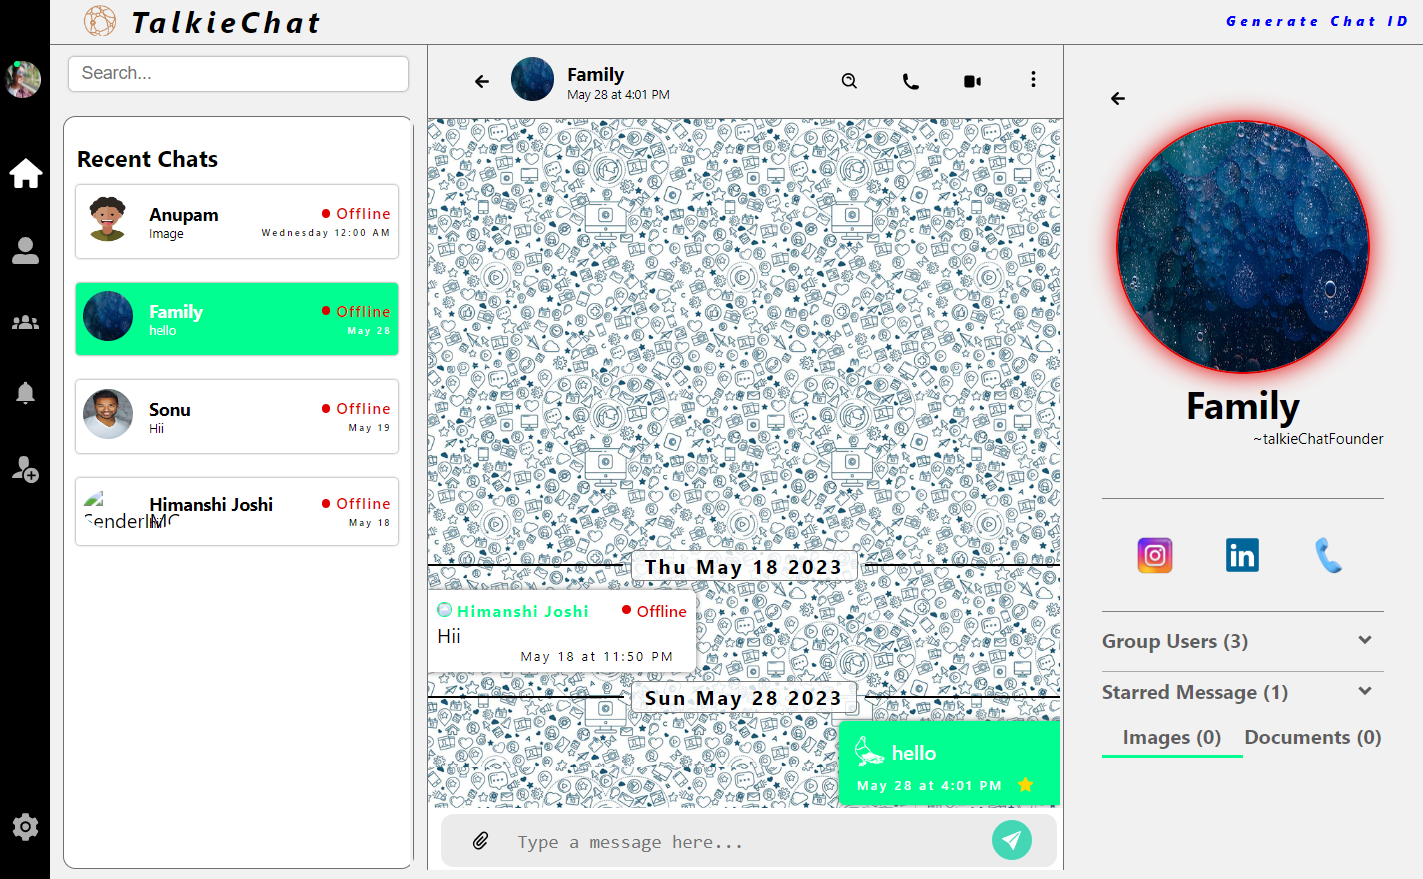 TalkieChat
Generate Chat ID
Search...
Recent Chats
Anupam
Offline
Image
Wednesday 12:00 AM
Family
Offline
hello
May 28
Sonu
Offline
Hii
May 19
Himanshi Joshi
Offline
SenderIMG
May 18
Family
May 28 at 4:01 PM
Thu May 18 2023
Himanshi Joshi
Offline
Hii
May 18 at 11:50 PM
Sun May 28 2023
hello
May 28 at 4:01 PM
Type a message here...
Family
~talkieChatFounder
Group Users (3)
Starred Message (1)
Images (0)
Documents (0)